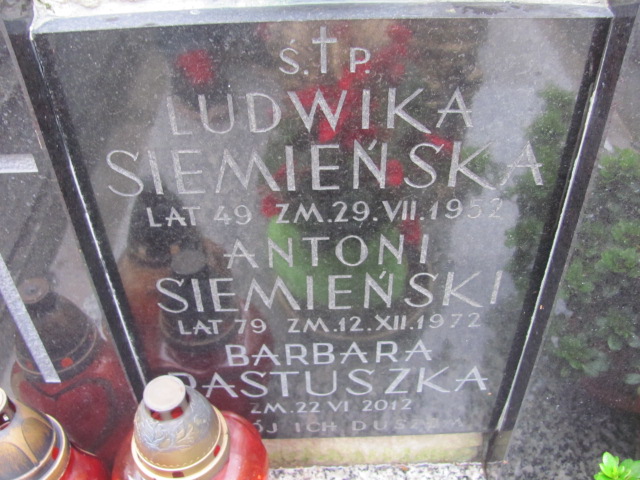 Ś. P.
LUDWIKA
SIEMIEŃSKA
LAT 49 ZM. 29. VII. 1952
ANTONI
SIEMIEŃSKI
LAT 79 ZM. 12. XII. 1972
BARBARA
PASTUSZKA
ZM. 22 VI 2012
ICH